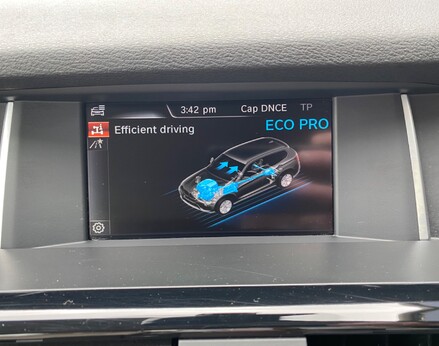 3:42 pm Cap DNCE TP
Efficient driving
ECO PRO